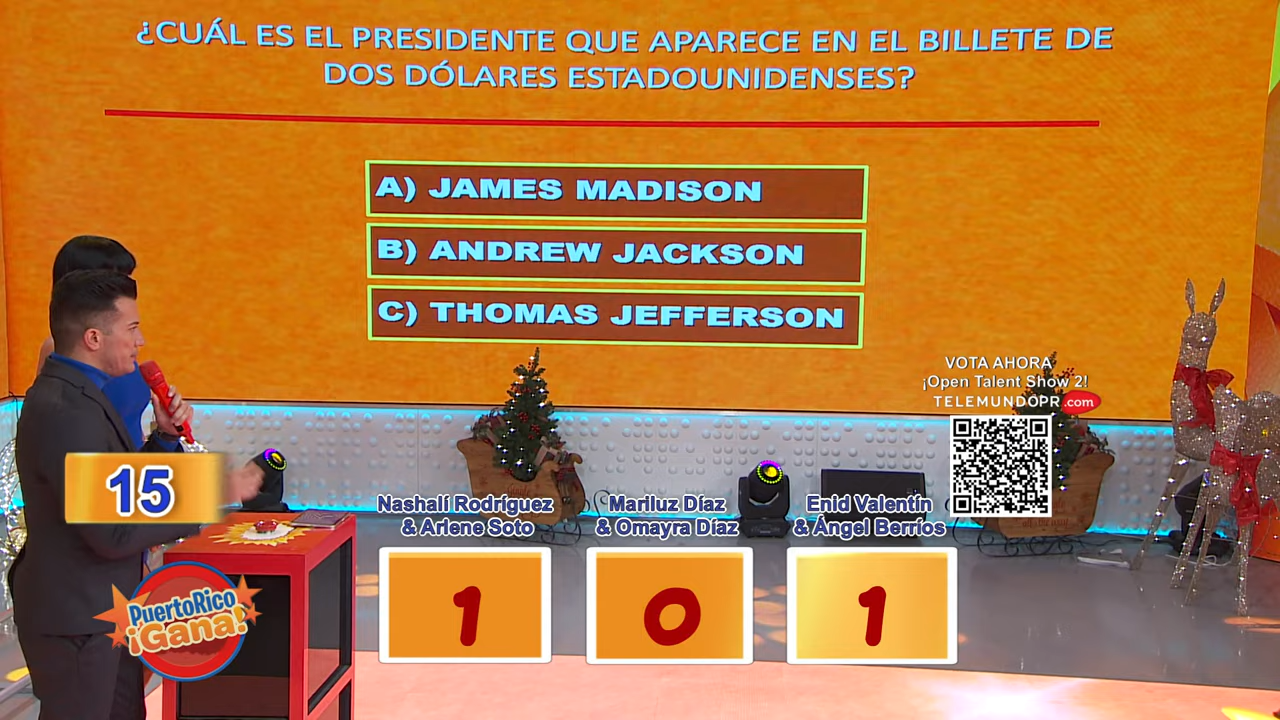 ¿CUÁL ES EL PRESIDENTE QUE APARECE EN EL BILLETE DE
DOS DÓLARES ESTADOUNIDENSES?
A) JAMES MADISON
B) ANDREW JACKSON
C) THOMAS JEFFERSON
VOTA AHORA
¡Open Talent Show 2!
TELEMUNDOPR.com
15
Nashalí Rodríguez
& Arlene Soto
Mariluz Díaz
& Omayra Díaz
Enid Valentín
& Ángel Berríos
1
0
1
PuertoRico
¡Gana!